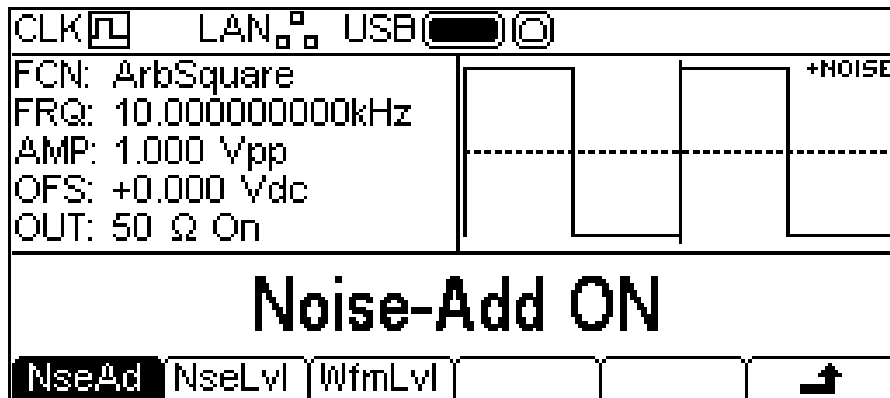 CLK LAN USB
FCN: ArbSquare
FRQ: 10.000000000kHz
AMP: 1.000 Vpp
OFS: +0.000 Vdc
OUT: 50 Ω On
+NOISE
Noise-Add ON
NseAd NseLvl WfmLvl